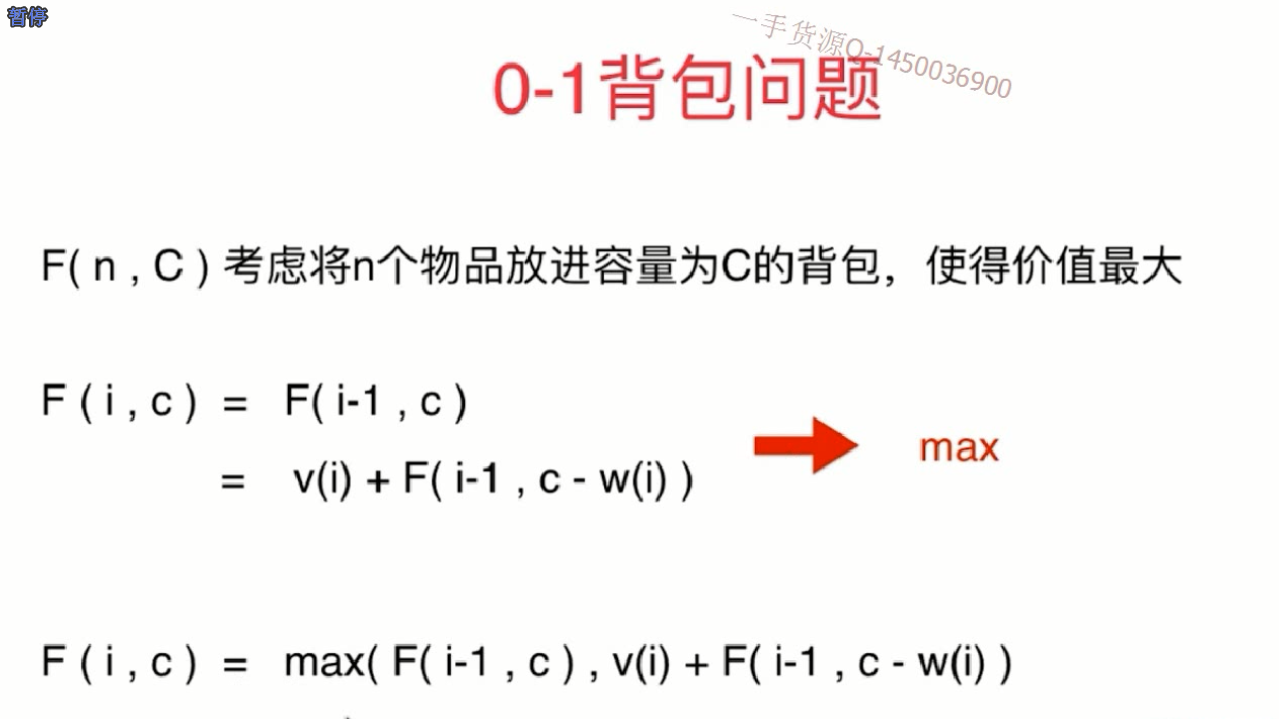 暂停
一手货源Q-1450036900
0-1背包问题
F( n , C ) 考虑将n个物品放进容量为C的背包，使得价值最大
F ( i , c ) = F( i-1 , c )
= v(i) + F( i-1 , c - w(i) )
max
F ( i , c ) = max( F( i-1 , c ) , v(i) + F( i-1 , c - w(i) )